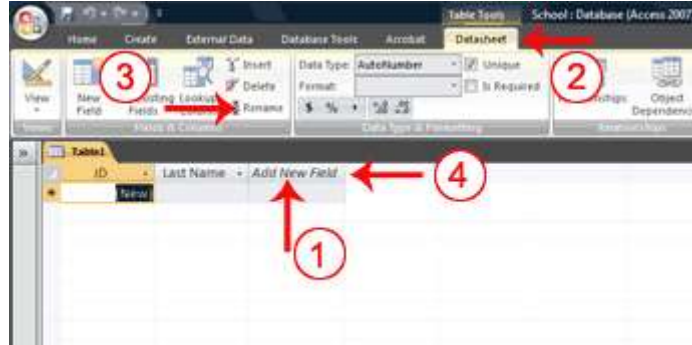 Table Tools School : Database (Access 2007
Home Create External Data Database Tools Acrobat Datasheet
View New Field Fields Lookup Insert Delete Rename
Data Type: AutoNumber Unique
Format: Is Required
$ % ,
Object Dependenc
Views Fields & Columns Data Type & Formatting Relationships
3 2
Table1
ID Last Name Add New Field 4
New
1